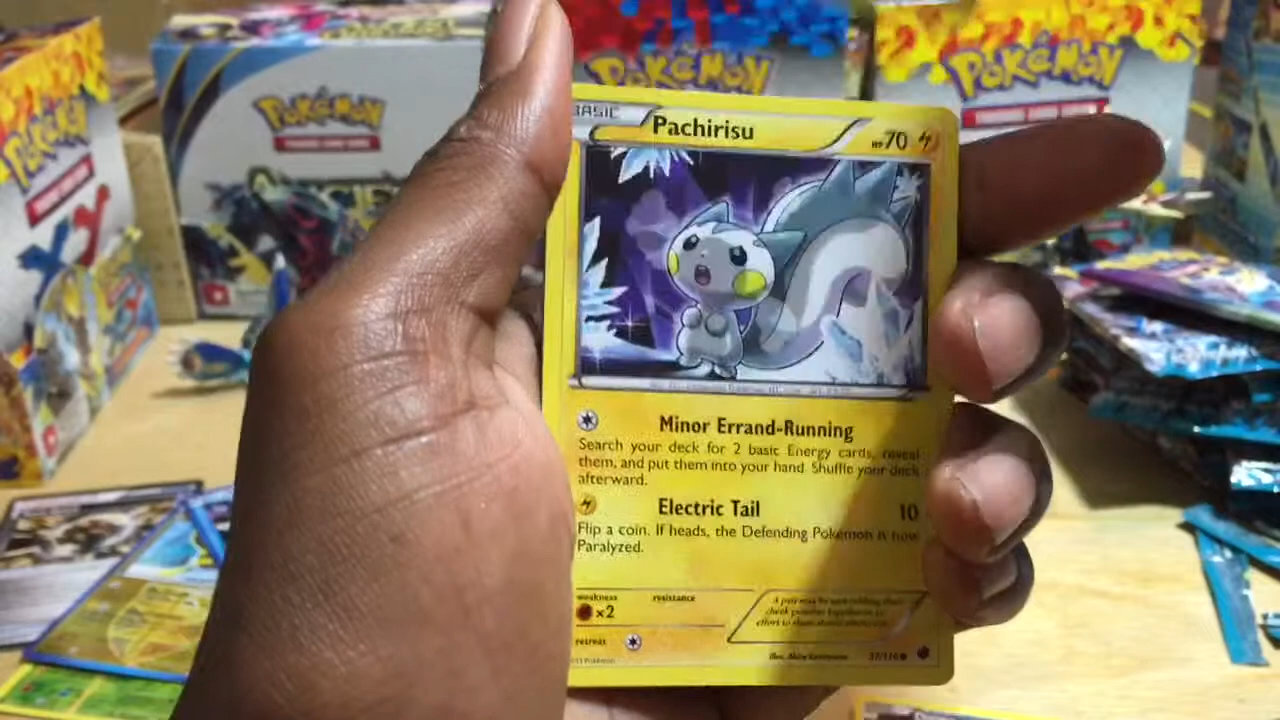 POKéMON
POKéMON
POKéMON
POKéMON
BASIC
Pachirisu
HP70
Minor Errand-Running
Search your deck for 2 basic Energy cards, reveal
them, and put them into your hand. Shuffle your deck
afterward.
Electric Tail 10
Flip a coin. If heads, the Defending Pokémon is now
Paralyzed.
weakness resistance
×2
retreat
37/116